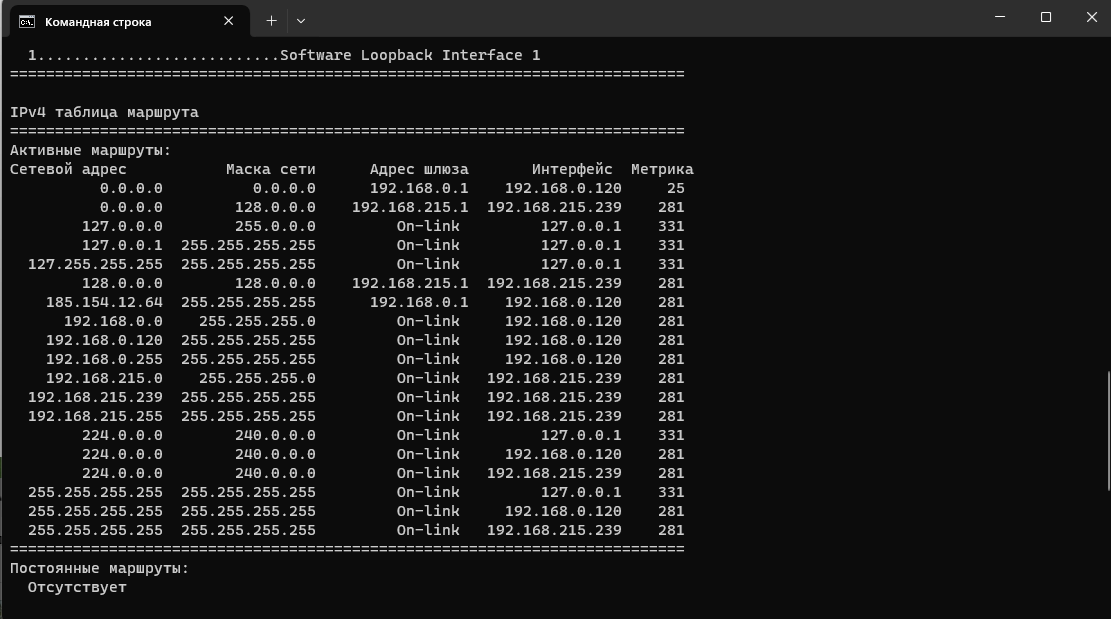 Командная строка
1...........................Software Loopback Interface 1
===========================================================================
IPv4 таблица маршрута
===========================================================================
Активные маршруты:
Сетевой адрес           Маска сети      Адрес шлюза       Интерфейс  Метрика
          0.0.0.0          0.0.0.0      192.168.0.1    192.168.0.120     25
          0.0.0.0        128.0.0.0    192.168.215.1  192.168.215.239    281
        127.0.0.0        255.0.0.0         On-link         127.0.0.1    331
        127.0.0.1  255.255.255.255         On-link         127.0.0.1    331
  127.255.255.255  255.255.255.255         On-link         127.0.0.1    331
        128.0.0.0        128.0.0.0    192.168.215.1  192.168.215.239    281
    185.154.12.64  255.255.255.255      192.168.0.1    192.168.0.120    281
      192.168.0.0    255.255.255.0         On-link     192.168.0.120    281
    192.168.0.120  255.255.255.255         On-link     192.168.0.120    281
    192.168.0.255  255.255.255.255         On-link     192.168.0.120    281
    192.168.215.0    255.255.255.0         On-link   192.168.215.239    281
  192.168.215.239  255.255.255.255         On-link   192.168.215.239    281
  192.168.215.255  255.255.255.255         On-link   192.168.215.239    281
        224.0.0.0        240.0.0.0         On-link         127.0.0.1    331
        224.0.0.0        240.0.0.0         On-link     192.168.0.120    281
        224.0.0.0        240.0.0.0         On-link   192.168.215.239    281
  255.255.255.255  255.255.255.255         On-link         127.0.0.1    331
  255.255.255.255  255.255.255.255         On-link     192.168.0.120    281
  255.255.255.255  255.255.255.255         On-link   192.168.215.239    281
===========================================================================
Постоянные маршруты:
  Отсутствует